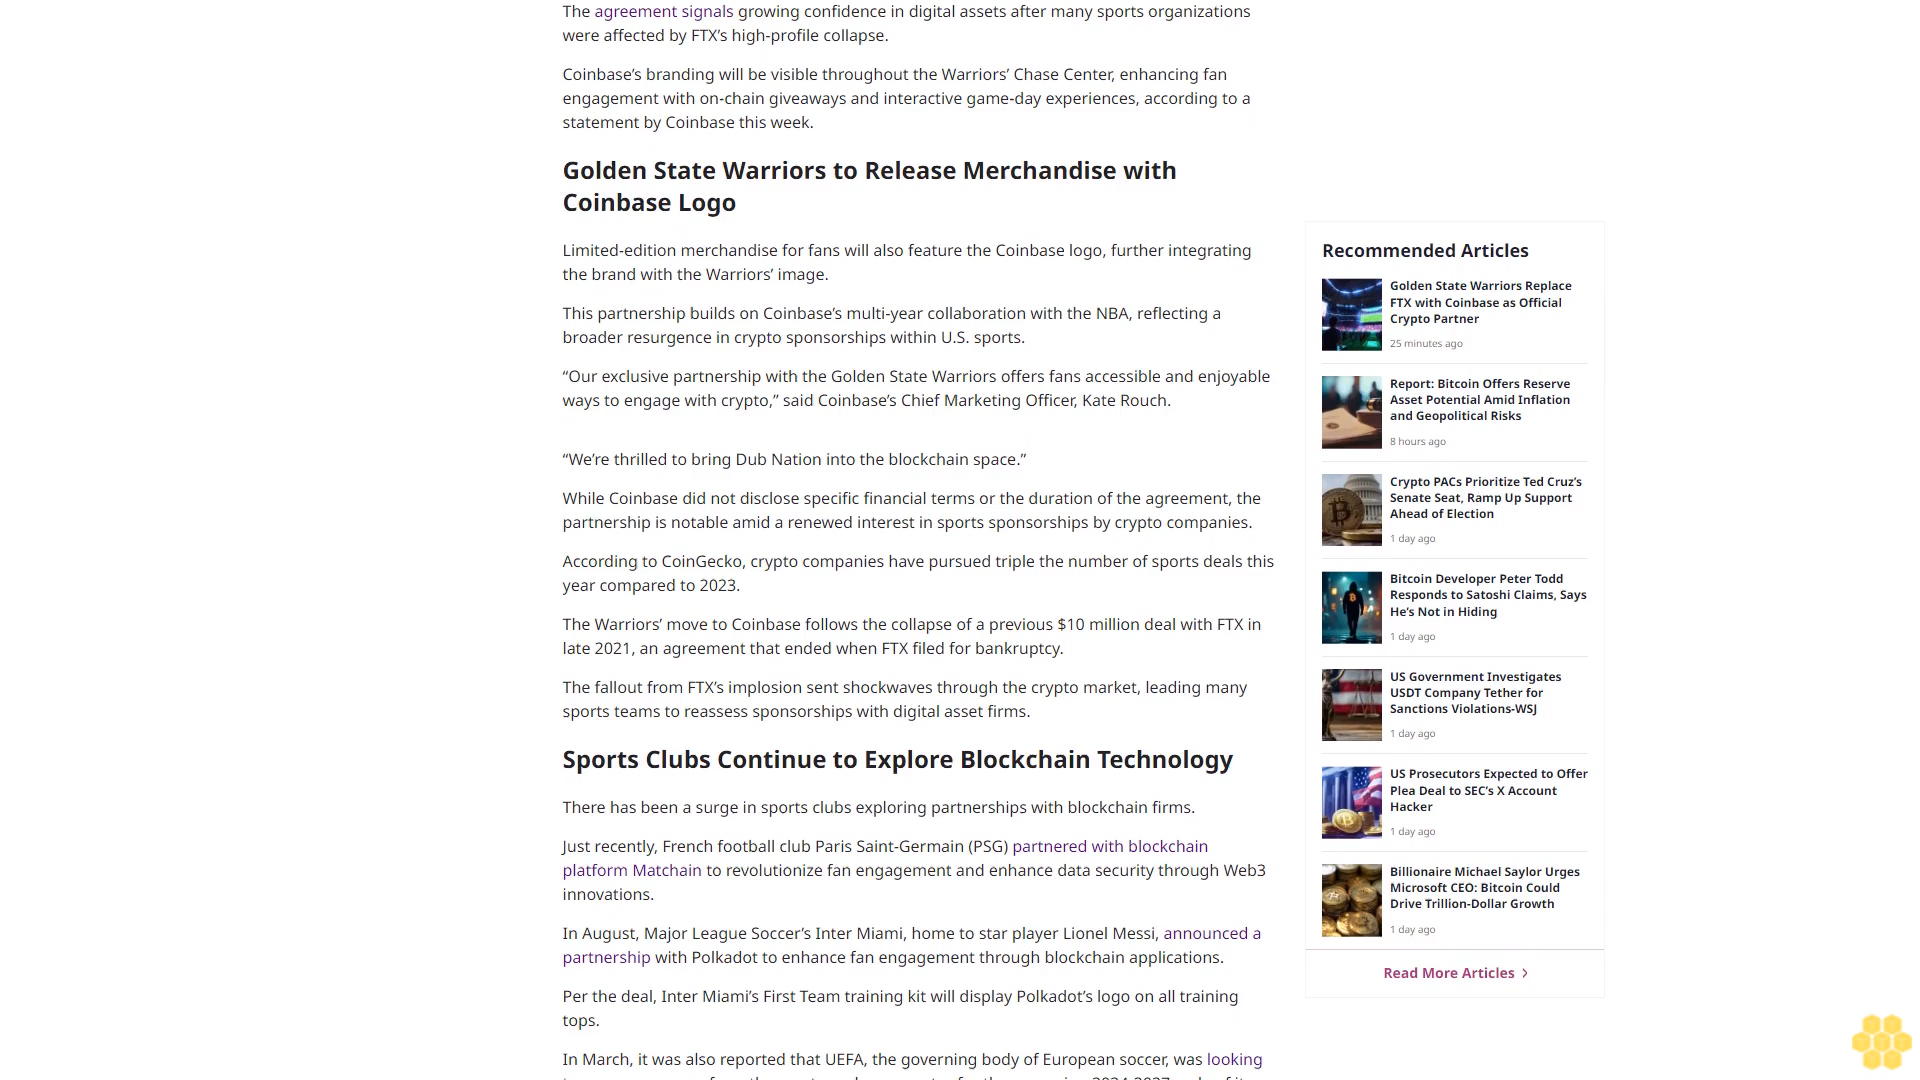 The agreement signals growing confidence in digital assets after many sports organizations
were affected by FTX’s high-profile collapse.
Coinbase’s branding will be visible throughout the Warriors’ Chase Center, enhancing fan
engagement with on-chain giveaways and interactive game-day experiences, according to a
statement by Coinbase this week.
Golden State Warriors to Release Merchandise with
Coinbase Logo
Limited-edition merchandise for fans will also feature the Coinbase logo, further integrating
the brand with the Warriors’ image.
This partnership builds on Coinbase’s multi-year collaboration with the NBA, reflecting a
broader resurgence in crypto sponsorships within U.S. sports.
“Our exclusive partnership with the Golden State Warriors offers fans accessible and enjoyable
ways to engage with crypto,” said Coinbase’s Chief Marketing Officer, Kate Rouch.
“We’re thrilled to bring Dub Nation into the blockchain space.”
While Coinbase did not disclose specific financial terms or the duration of the agreement, the
partnership is notable amid a renewed interest in sports sponsorships by crypto companies.
According to CoinGecko, crypto companies have pursued triple the number of sports deals this
year compared to 2023.
The Warriors’ move to Coinbase follows the collapse of a previous $10 million deal with FTX in
late 2021, an agreement that ended when FTX filed for bankruptcy.
The fallout from FTX’s implosion sent shockwaves through the crypto market, leading many
sports teams to reassess sponsorships with digital asset firms.
Sports Clubs Continue to Explore Blockchain Technology
There has been a surge in sports clubs exploring partnerships with blockchain firms.
Just recently, French football club Paris Saint-Germain (PSG) partnered with blockchain
platform Matchain to revolutionize fan engagement and enhance data security through Web3
innovations.
In August, Major League Soccer’s Inter Miami, home to star player Lionel Messi, announced a
partnership with Polkadot to enhance fan engagement through blockchain applications.
Per the deal, Inter Miami’s First Team training kit will display Polkadot’s logo on all training
tops.
In March, it was also reported that UEFA, the governing body of European soccer, was looking
Recommended Articles
Golden State Warriors Replace
FTX with Coinbase as Official
Crypto Partner
25 minutes ago
Report: Bitcoin Offers Reserve
Asset Potential Amid Inflation
and Geopolitical Risks
8 hours ago
Crypto PACs Prioritize Ted Cruz’s
Senate Seat, Ramp Up Support
Ahead of Election
1 day ago
Bitcoin Developer Peter Todd
Responds to Satoshi Claims, Says
He’s Not in Hiding
1 day ago
US Government Investigates
USDT Company Tether for
Sanctions Violations-WSJ
1 day ago
US Prosecutors Expected to Offer
Plea Deal to SEC’s X Account
Hacker
1 day ago
Billionaire Michael Saylor Urges
Microsoft CEO: Bitcoin Could
Drive Trillion-Dollar Growth
1 day ago
Read More Articles